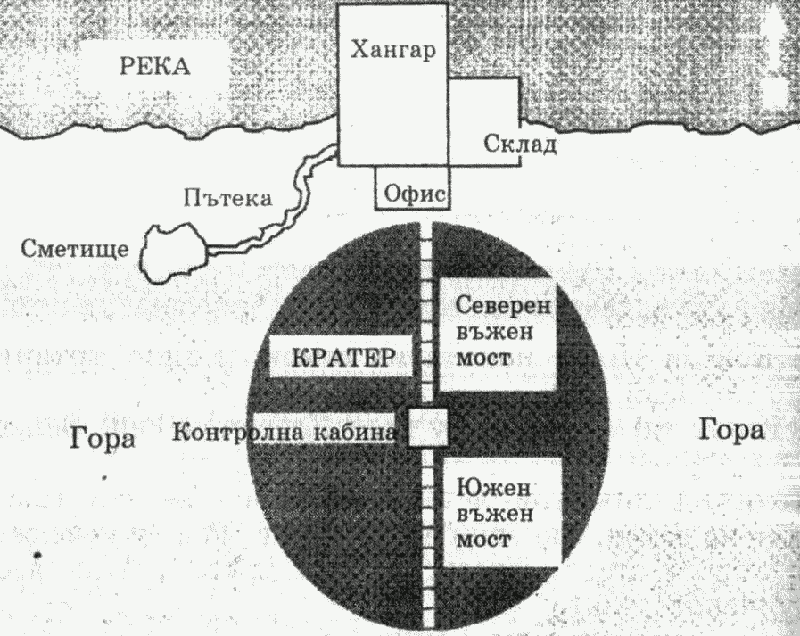 РЕКА
Хангар
Склад
Пътека
Офис
Сметище
Северен
въжен
мост
КРАТЕР
Гора
Контролна кабина
Гора
Южен
въжен
мост